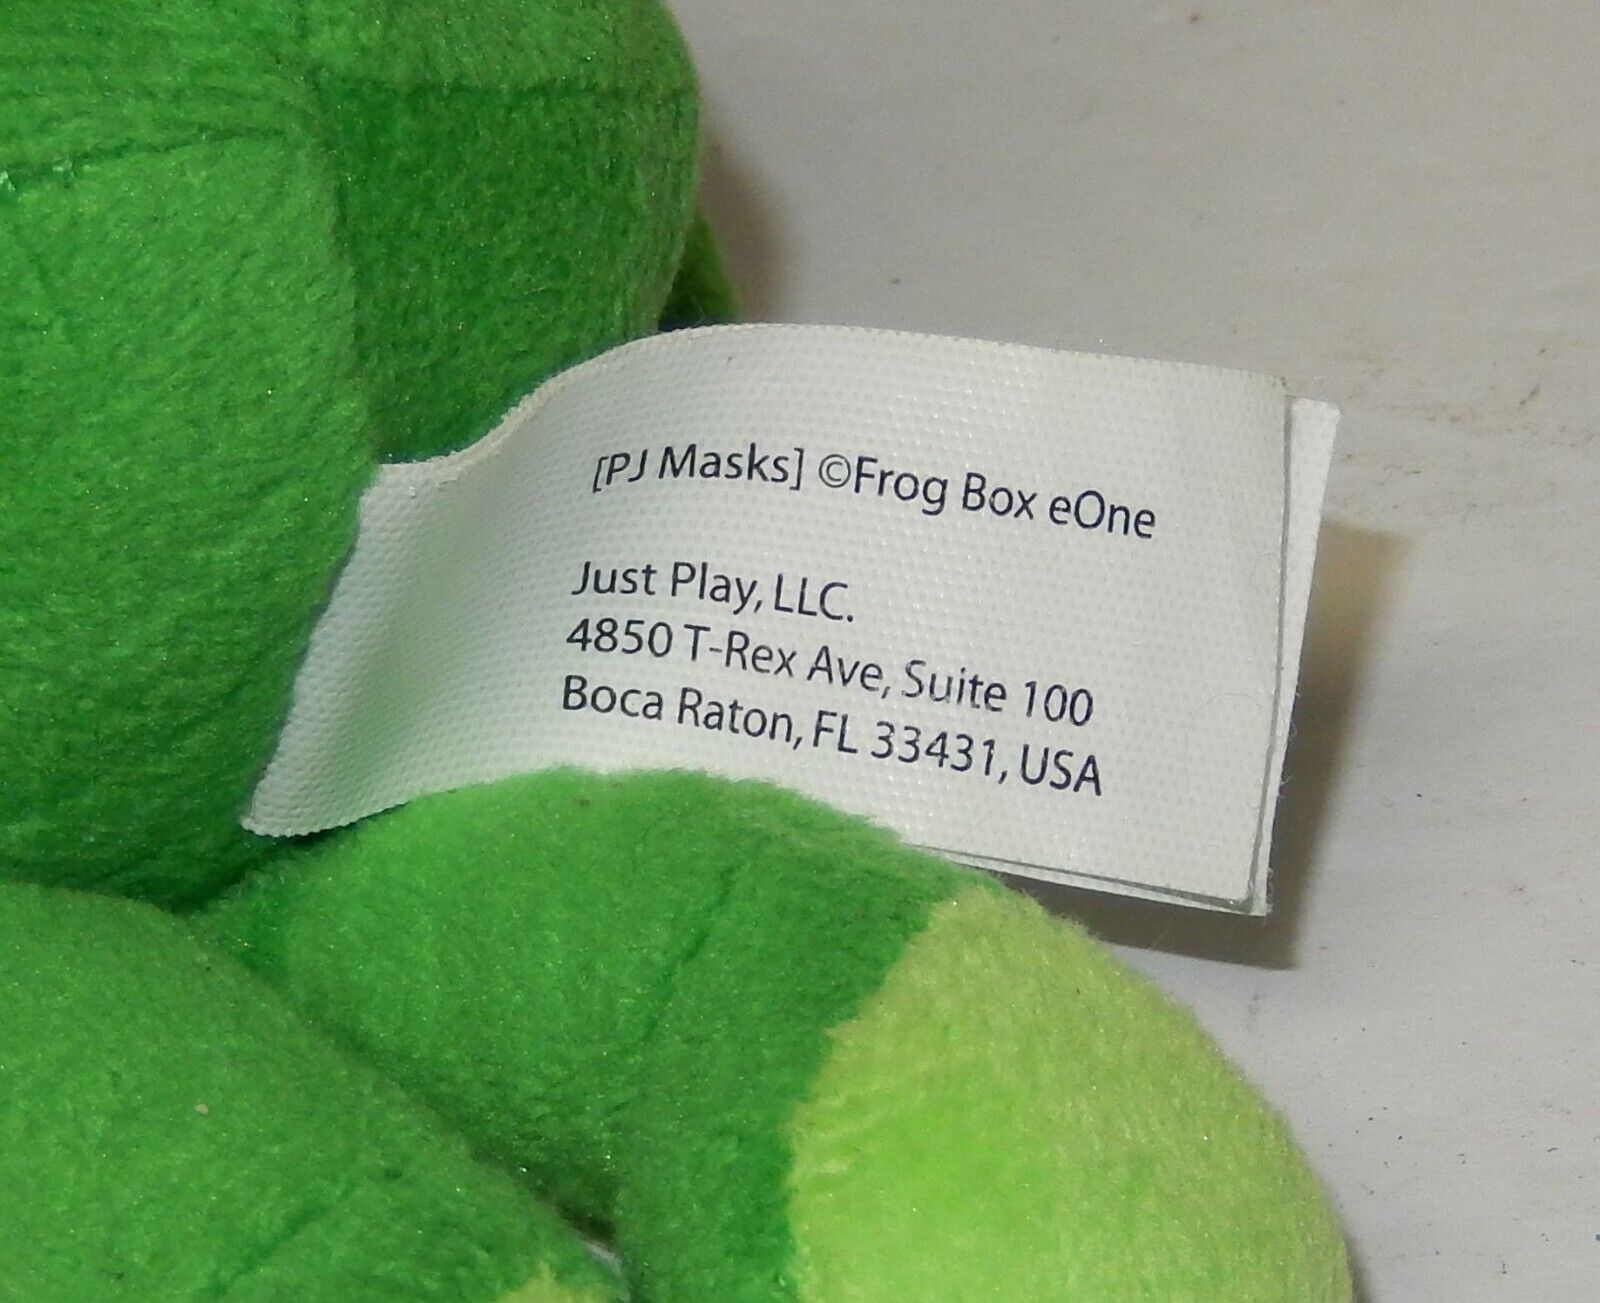 [PJ Masks] ©Frog Box eOne
Just Play, LLC.
4850 T-Rex Ave, Suite 100
Boca Raton, FL 33431, USA